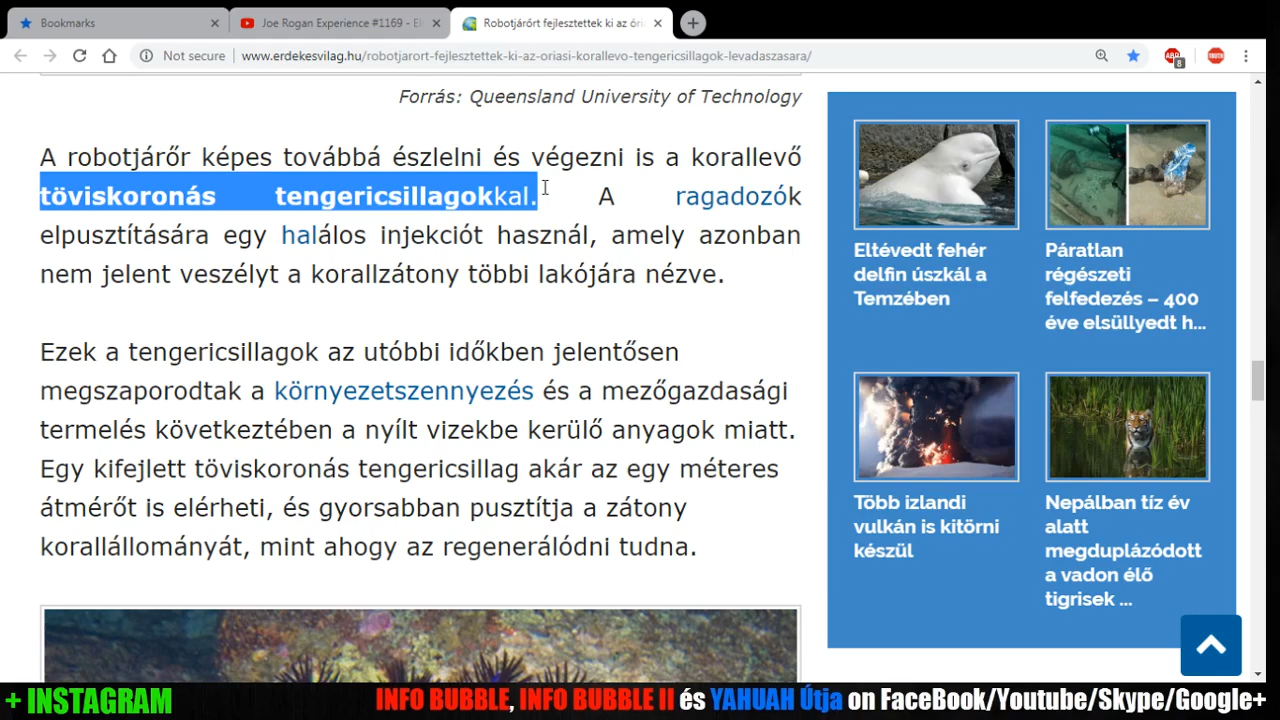 Bookmarks
Joe Rogan Experience #1169 - El
Robotjárőrt fejlesztettek ki az óri
Not secure
www.erdekesvilag.hu/robotjarort-fejlesztettek-ki-az-oriasi-korallevo-tengericsillagok-levadaszasara/
8
TRUTH
Forrás: Queensland University of Technology
A robotjárőr képes továbbá észlelni és végezni is a korallevő
töviskoronás tengericsillagokkal. A ragadozók
elpusztítására egy halálos injekciót használ, amely azonban
nem jelent veszélyt a korallzátony többi lakójára nézve.
Ezek a tengericsillagok az utóbbi időkben jelentősen
megszaporodtak a környezetszennyezés és a mezőgazdasági
termelés következtében a nyílt vizekbe kerülő anyagok miatt.
Egy kifejlett töviskoronás tengericsillag akár az egy méteres
átmérőt is elérheti, és gyorsabban pusztítja a zátony
korallállományát, mint ahogy az regenerálódni tudna.
Eltévedt fehér
delfin úszkál a
Temzében
Páratlan
régészeti
felfedezés – 400
éve elsüllyedt h...
Több izlandi
vulkán is kitörni
készül
Nepálban tíz év
alatt
megduplázódott
a vadon élő
tigrisek ...
+ INSTAGRAM
INFO BUBBLE, INFO BUBBLE II és YAHUAH Útja on FaceBook/Youtube/Skype/Google+